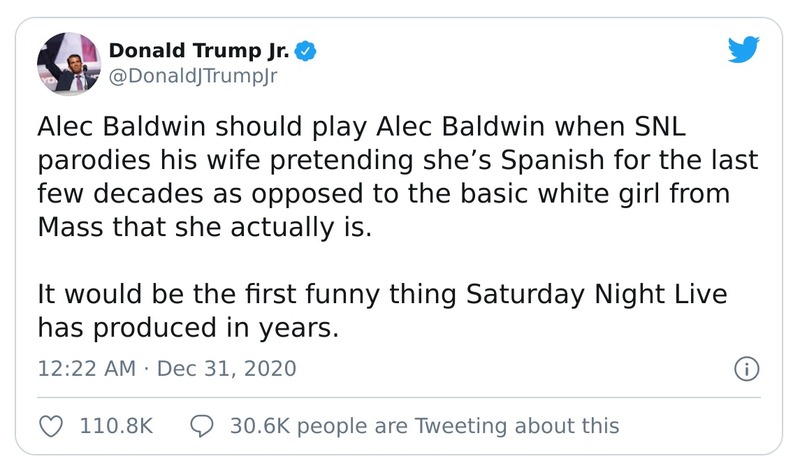 Donald Trump Jr.
@DonaldJTrumpJr
Alec Baldwin should play Alec Baldwin when SNL
parodies his wife pretending she’s Spanish for the last
few decades as opposed to the basic white girl from
Mass that she actually is.
It would be the first funny thing Saturday Night Live
has produced in years.
12:22 AM · Dec 31, 2020
110.8K 30.6K people are Tweeting about this